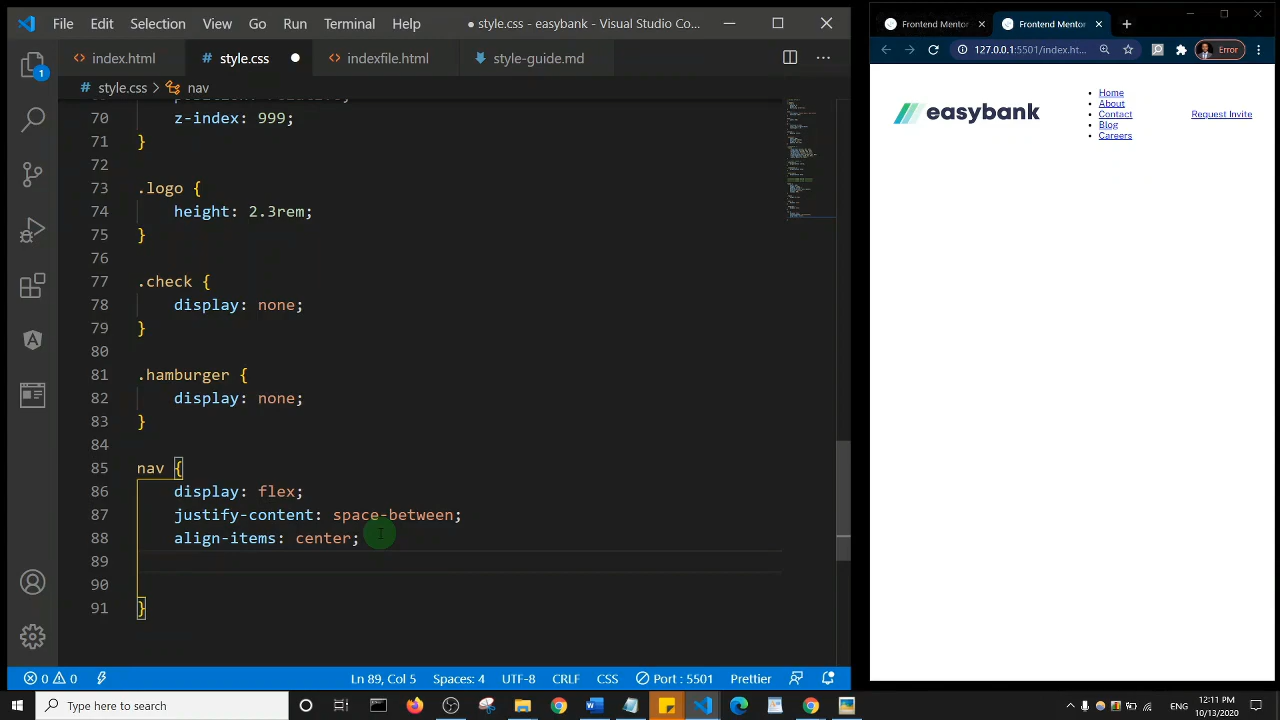 File Edit Selection View Go Run Terminal Help
● style.css - easybank - Visual Studio Co...
index.html
style.css ●
indexfile.html
style-guide.md
style.css > nav
70 z-index: 999;
71 }
72
73 .logo {
74 height: 2.3rem;
75 }
76
77 .check {
78 display: none;
79 }
80
81 .hamburger {
82 display: none;
83 }
84
85 nav {
86 display: flex;
87 justify-content: space-between;
88 align-items: center;
89
90
91 }
1
0 0 Ln 89, Col 5 Spaces: 4 UTF-8 CRLF CSS Port : 5501 Prettier
Frontend Mentor
Frontend Mentor
127.0.0.1:5501/index.ht...
Error
easybank
Home
About
Contact
Blog
Careers
Request Invite
Type here to search
ENG
12:11 PM
10/13/2020